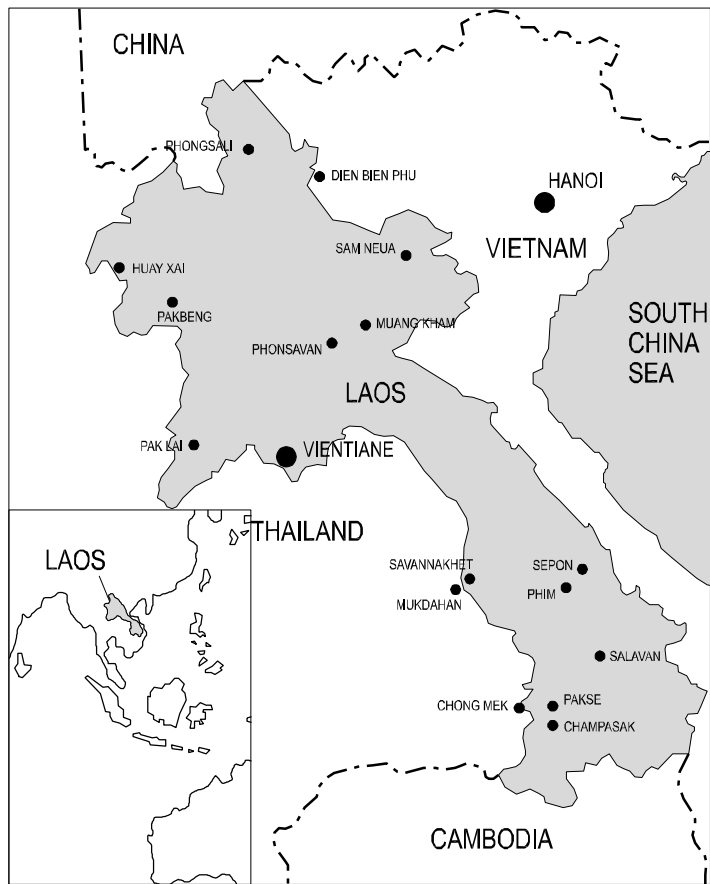 CHINA
PHONGSALI
DIEN BIEN PHU
HANOI
VIETNAM
SAM NEUA
HUAY XAI
PAKBENG
MUANG KHAM
PHONSAVAN
SOUTH
CHINA
SEA
LAOS
PAK LAI
VIENTIANE
THAILAND
LAOS
SAVANNAKHET
MUKDAHAN
SEPON
PHIM
SALAVAN
CHONG MEK
PAKSE
CHAMPASAK
CAMBODIA